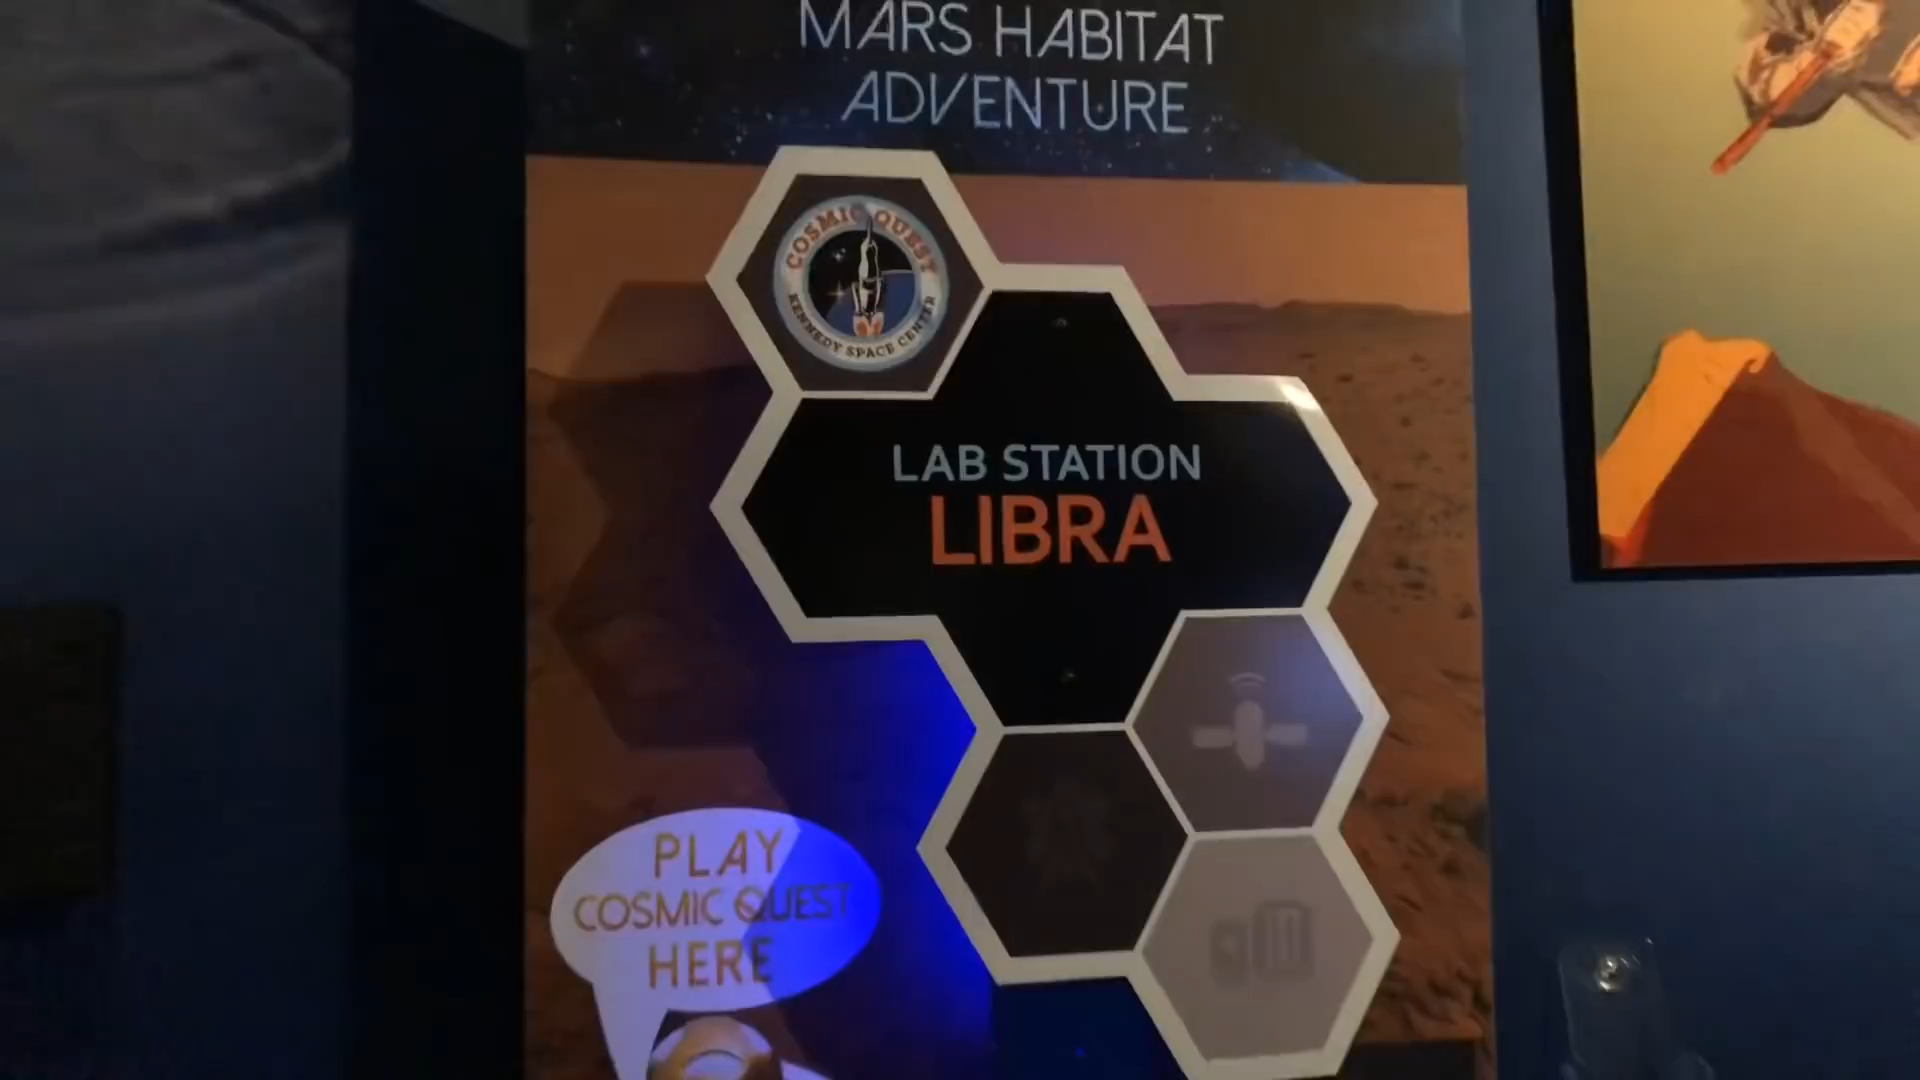 MARS HABITAT
ADVENTURE
COSMIC QUEST
KENNEDY SPACE CENTER
LAB STATION
LIBRA
PLAY
COSMIC QUEST
HERE